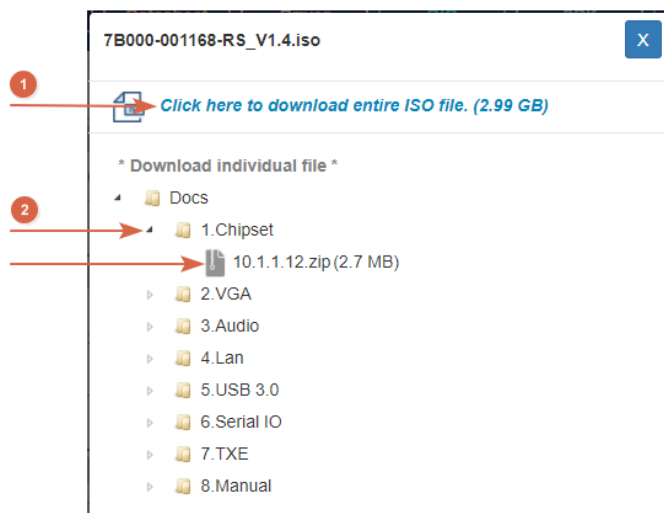 7B000-001168-RS_V1.4.iso
X
1
Click here to download entire ISO file. (2.99 GB)
* Download individual file *
Docs
2
1.Chipset
10.1.1.12.zip (2.7 MB)
2.VGA
3.Audio
4.Lan
5.USB 3.0
6.Serial IO
7.TXE
8.Manual